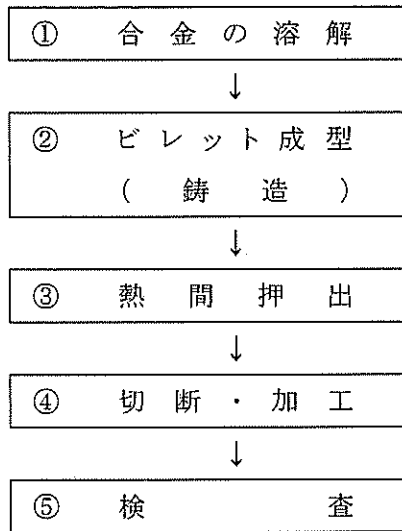 ① 合金の溶解
↓
② ビレット成型
(鋳造)
↓
③ 熱間押出
↓
④ 切断・加工
↓
⑤ 検査